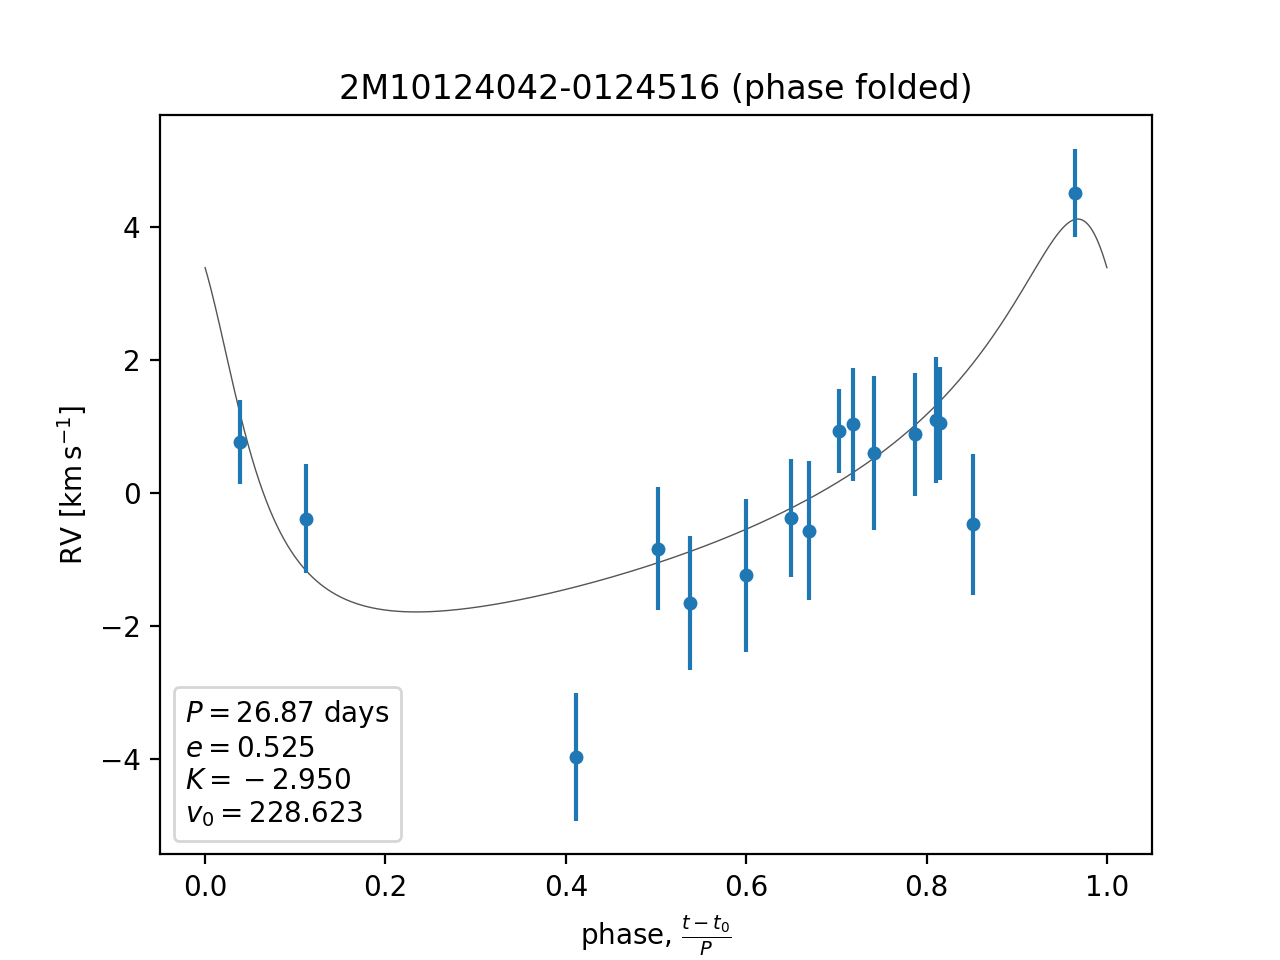 2M10124042-0124516 (phase folded)
RV [km s⁻¹]
4
2
0
−2
−4
P = 26.87 days
e = 0.525
K = −2.950
v₀ = 228.623
0.0 0.2 0.4 0.6 0.8 1.0
phase, (t − t₀)/P